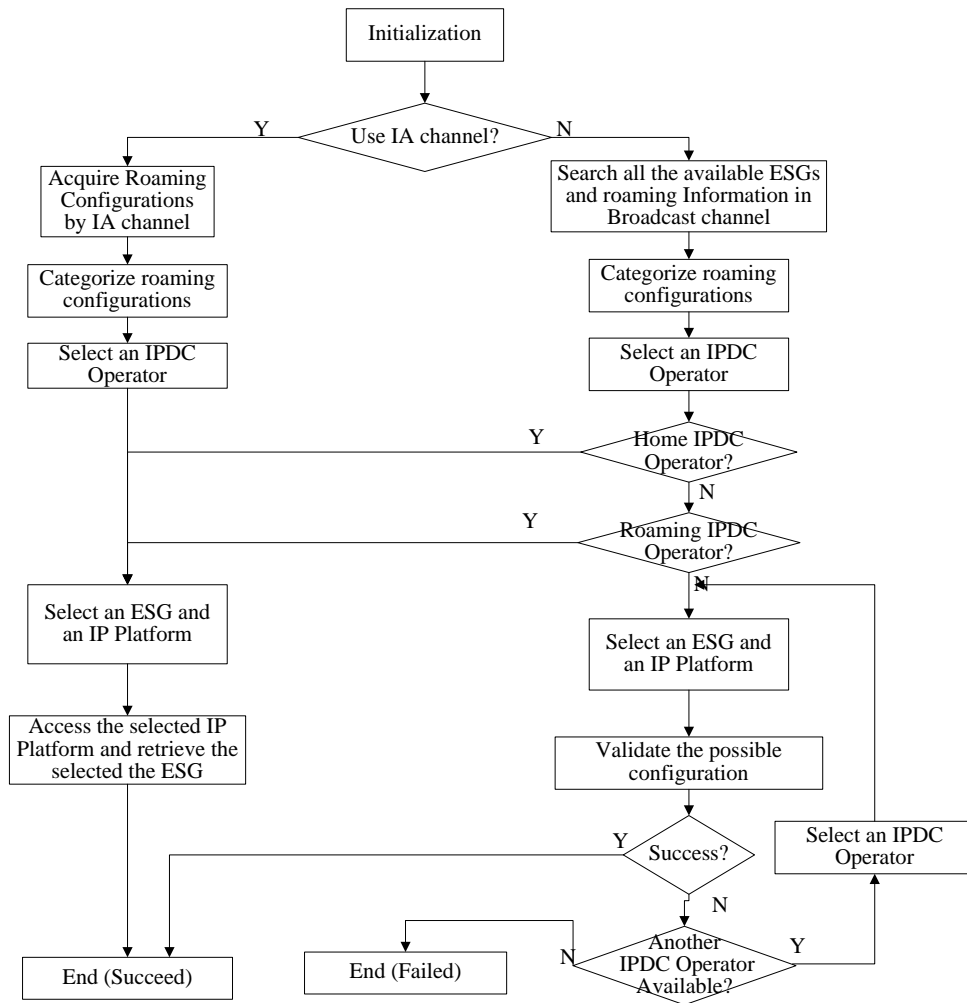 Initialization
Use IA channel?
Y
N
Acquire Roaming
Configurations
by IA channel
Search all the available ESGs
and roaming Information in
Broadcast channel
Categorize roaming
configurations
Categorize roaming
configurations
Select an IPDC
Operator
Select an IPDC
Operator
Y
Home IPDC
Operator?
N
Y
Roaming IPDC
Operator?
N
Select an ESG and
an IP Platform
Select an ESG and
an IP Platform
Access the selected IP
Platform and retrieve the
selected the ESG
Validate the possible
configuration
Y
Success?
Select an IPDC
Operator
N
End (Succeed)
End (Failed)
N
Another
IPDC Operator
Available?
Y